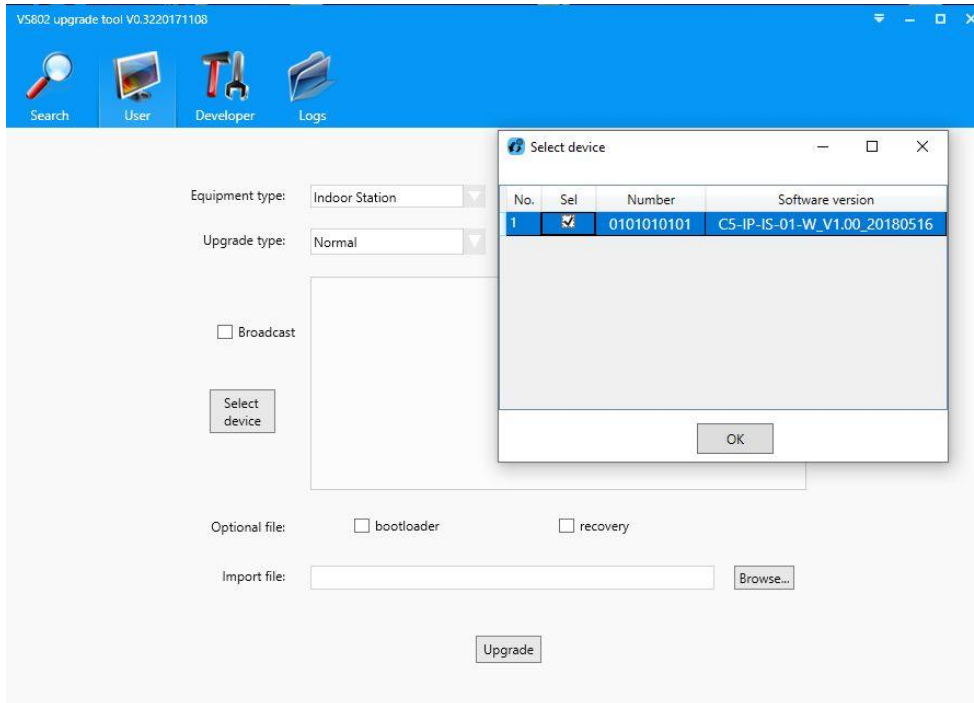 VS802 upgrade tool V0.3220171108
Search User Developer Logs
Select device
No. Sel Number Software version
1 0101010101 C5-IP-IS-01-W_V1.00_20180516
OK
Equipment type: Indoor Station
Upgrade type: Normal
Broadcast
Select
device
Optional file: bootloader recovery
Import file: Browse...
Upgrade